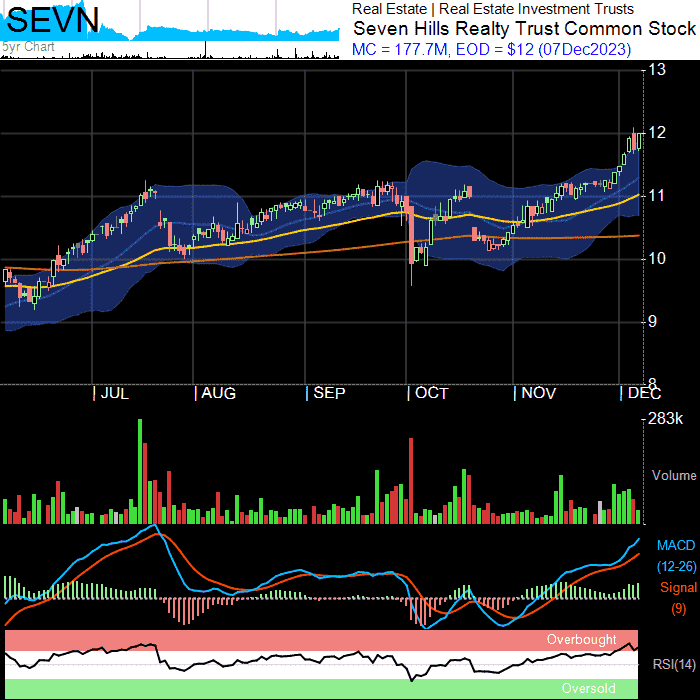 SEVN
5yr Chart
Real Estate | Real Estate Investment Trusts
Seven Hills Realty Trust Common Stock
MC = 177.7M, EOD = $12 (07Dec2023)
13
12
11
10
9
8
| JUL | AUG | SEP | OCT | NOV | DEC
283k
Volume
MACD
(12-26)
Signal
(9)
Overbought
RSI(14)
Oversold